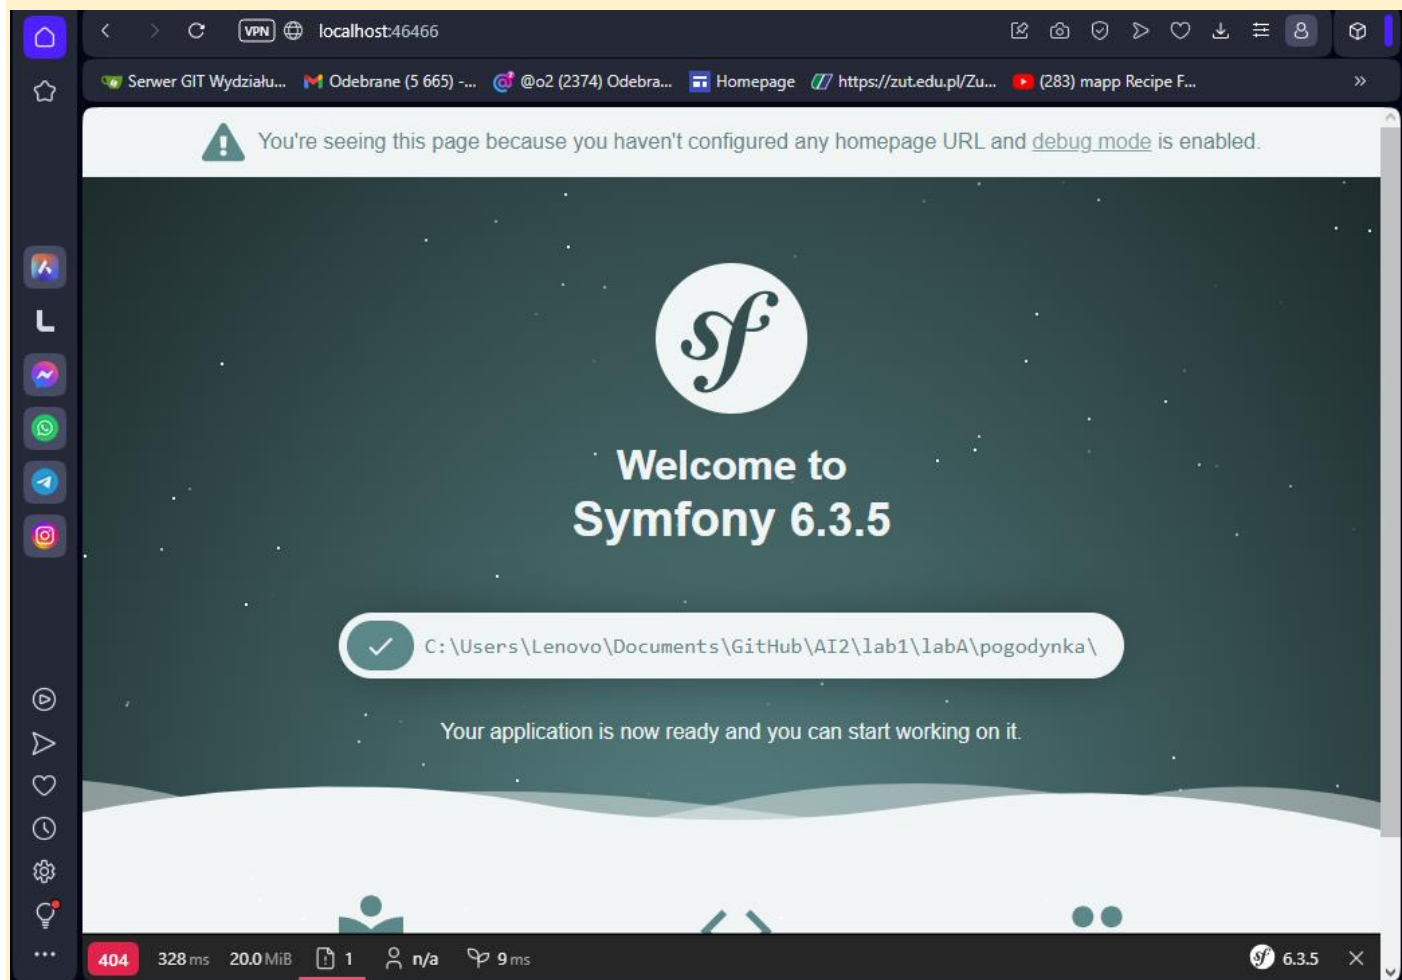 VPN localhost:46466
Serwer GIT Wydziału... Odebrane (5 665) -... @o2 (2374) Odebra... Homepage https://zut.edu.pl/Zu... (283) mapp Recipe F... »
You're seeing this page because you haven't configured any homepage URL and debug mode is enabled.
sf
Welcome to
Symfony 6.3.5
C:\Users\Lenovo\Documents\GitHub\AI2\lab1\labA\pogodynka\
Your application is now ready and you can start working on it.
404 328 ms 20.0 MiB 1 n/a 9 ms sf 6.3.5